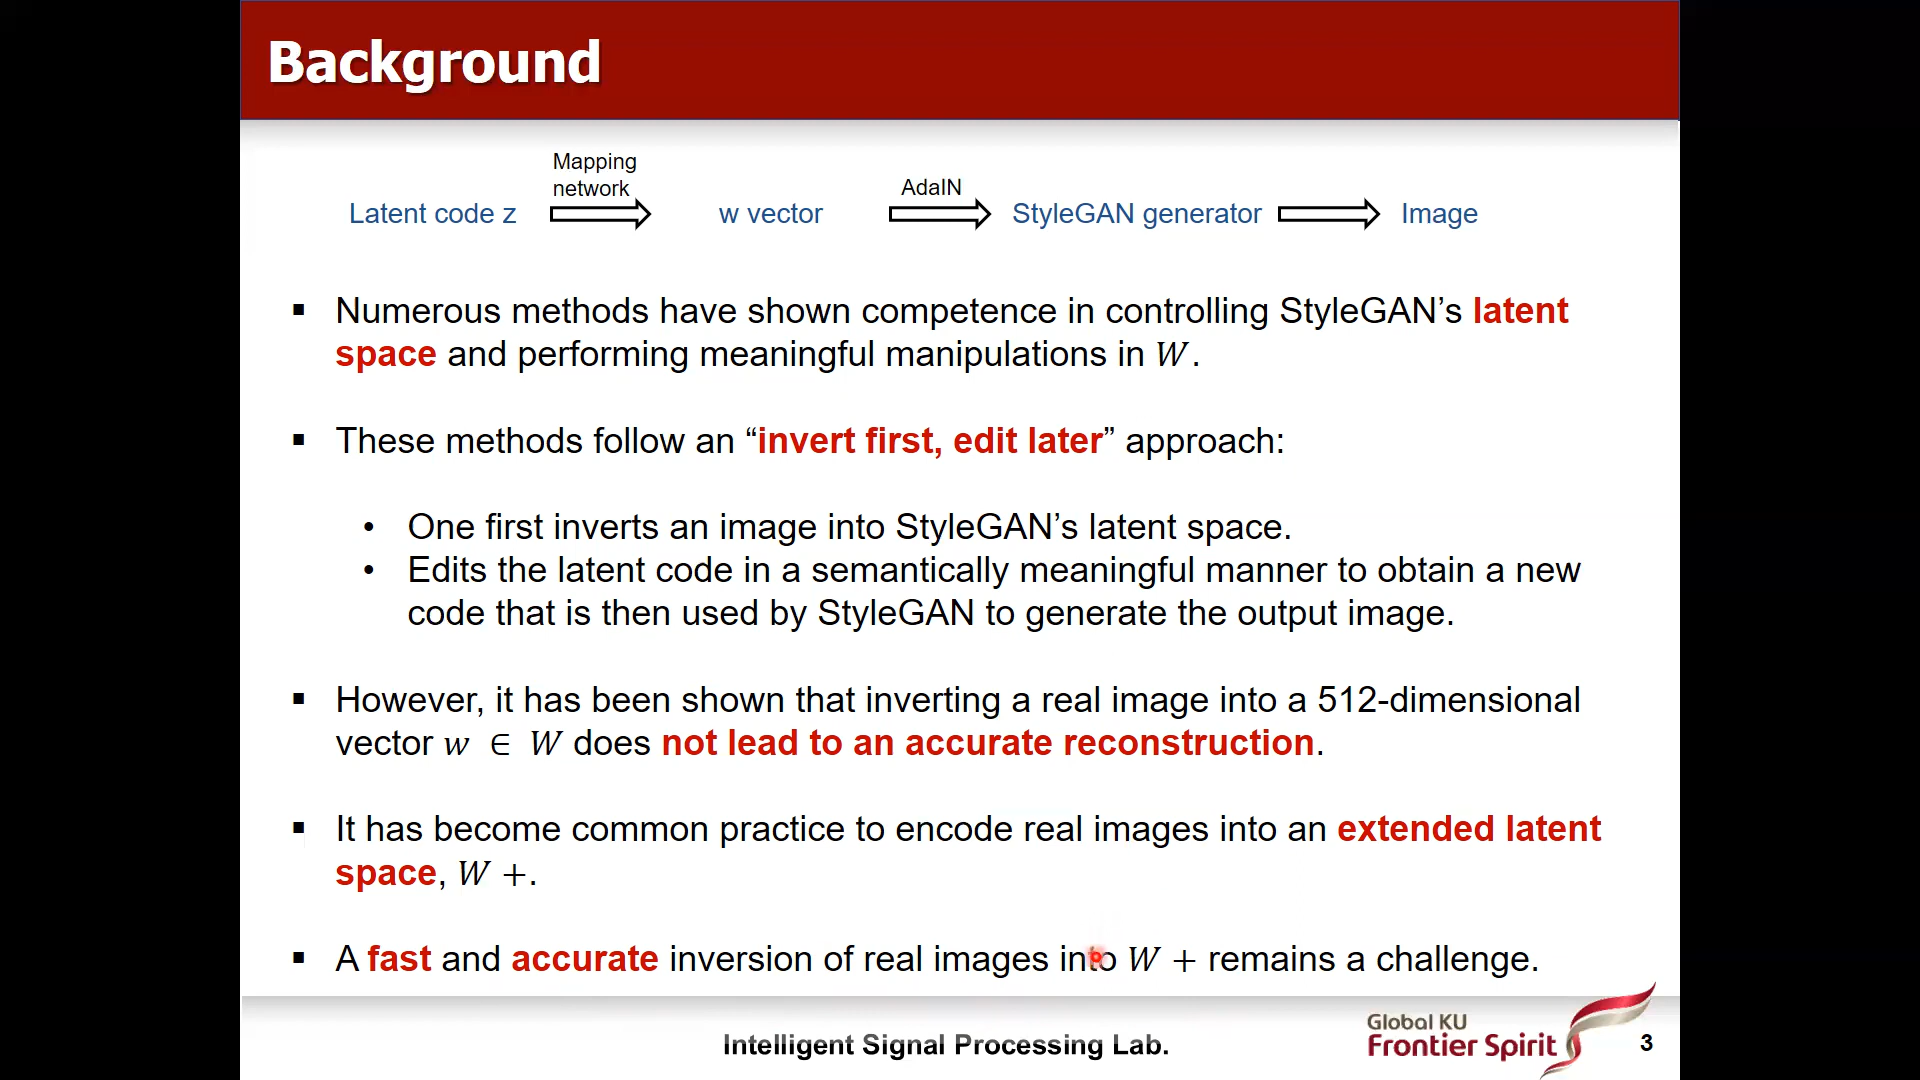 Background
Mapping
network
AdaIN
Latent code z
w vector
StyleGAN generator
Image
▪ Numerous methods have shown competence in controlling StyleGAN’s latent
space and performing meaningful manipulations in W.
▪ These methods follow an “invert first, edit later” approach:
• One first inverts an image into StyleGAN’s latent space.
• Edits the latent code in a semantically meaningful manner to obtain a new
code that is then used by StyleGAN to generate the output image.
▪ However, it has been shown that inverting a real image into a 512-dimensional
vector w ∈ W does not lead to an accurate reconstruction.
▪ It has become common practice to encode real images into an extended latent
space, W +.
▪ A fast and accurate inversion of real images into W + remains a challenge.
Intelligent Signal Processing Lab.
Global KU
Frontier Spirit
3